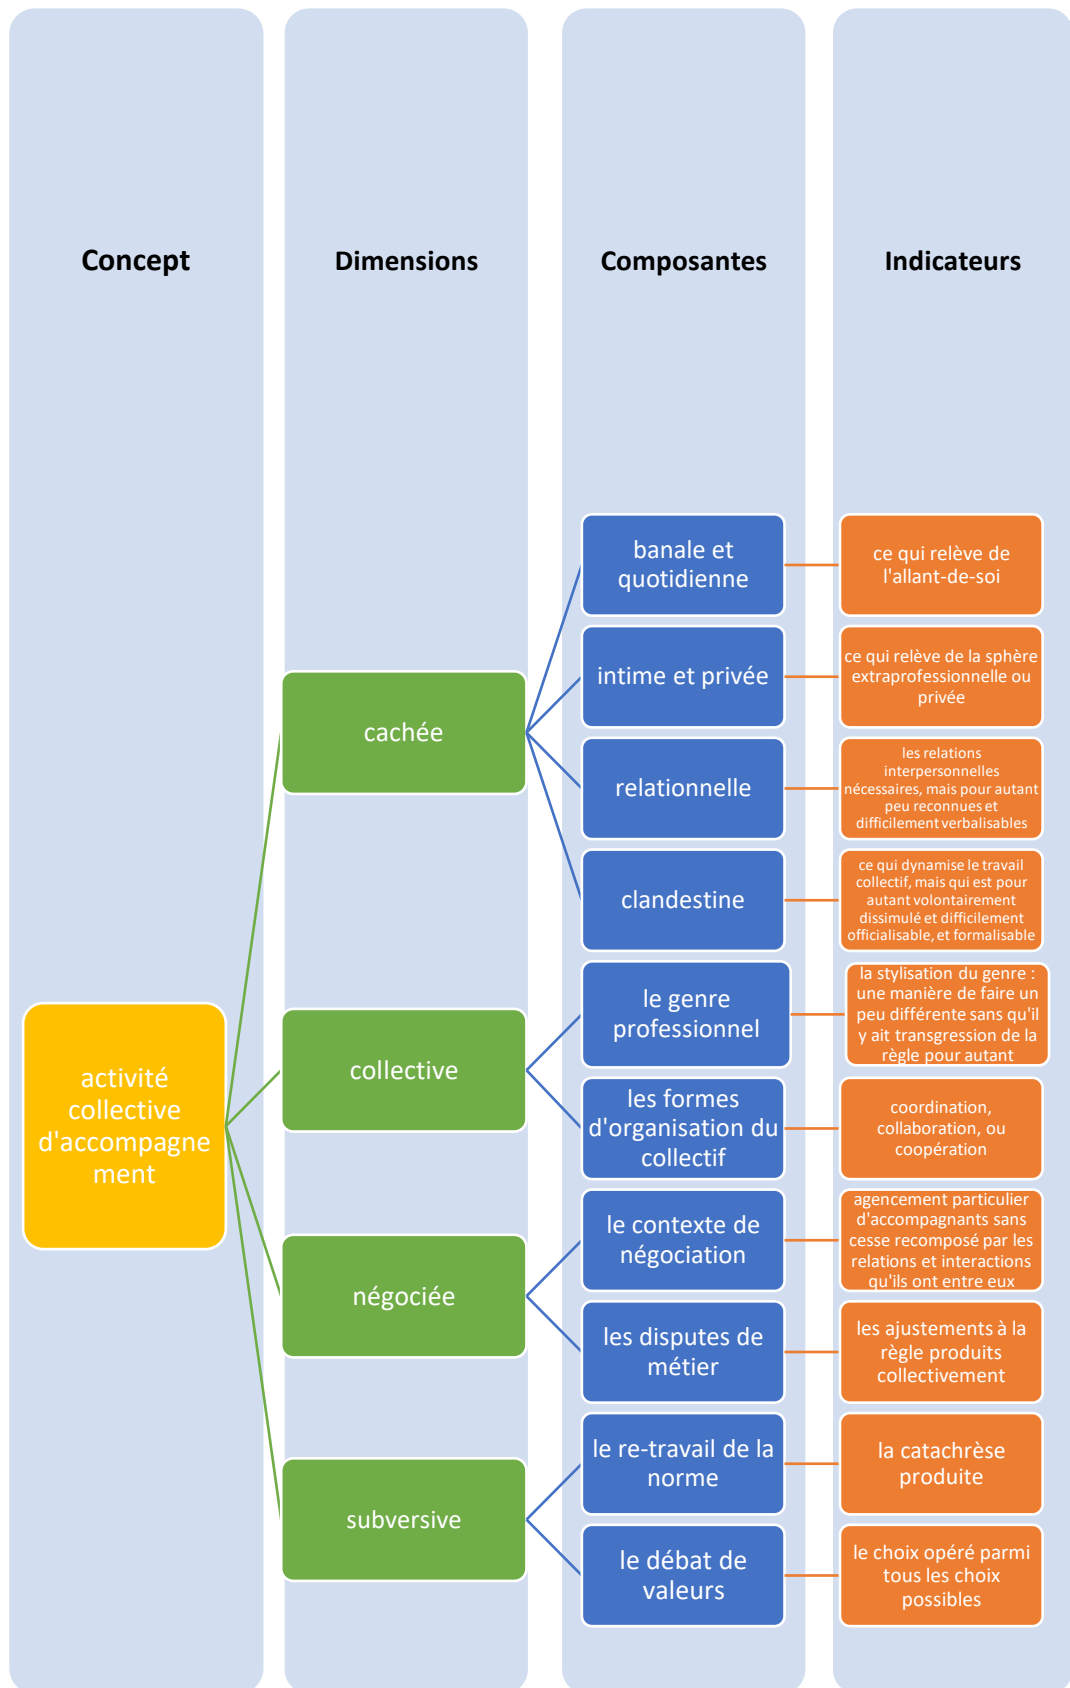 Concept
Dimensions
Composantes
Indicateurs
activité
collective
d'accompagne
ment
cachée
banale et
quotidienne
ce qui relève de
l'allant-de-soi
intime et privée
ce qui relève de la sphère
extraprofessionnelle ou
privée
relationnelle
les relations
interpersonnelles
nécessaires, mais pour autant
peu reconnues et
difficilement verbalisables
clandestine
ce qui dynamise le travail
collectif, mais qui est pour
autant volontairement
dissimulé et difficilement
officialisable, et formalisable
collective
le genre
professionnel
la stylisation du genre :
une manière de faire un
peu différente sans qu'il
y ait transgression de la
règle pour autant
les formes
d'organisation du
collectif
coordination,
collaboration, ou
coopération
négociée
le contexte de
négociation
agencement particulier
d'accompagnants sans
cesse recomposé par les
relations et interactions
qu'ils ont entre eux
les disputes de
métier
les ajustements à la
règle produits
collectivement
subversive
le re-travail de la
norme
la catachrèse
produite
le débat de
valeurs
le choix opéré parmi
tous les choix
possibles